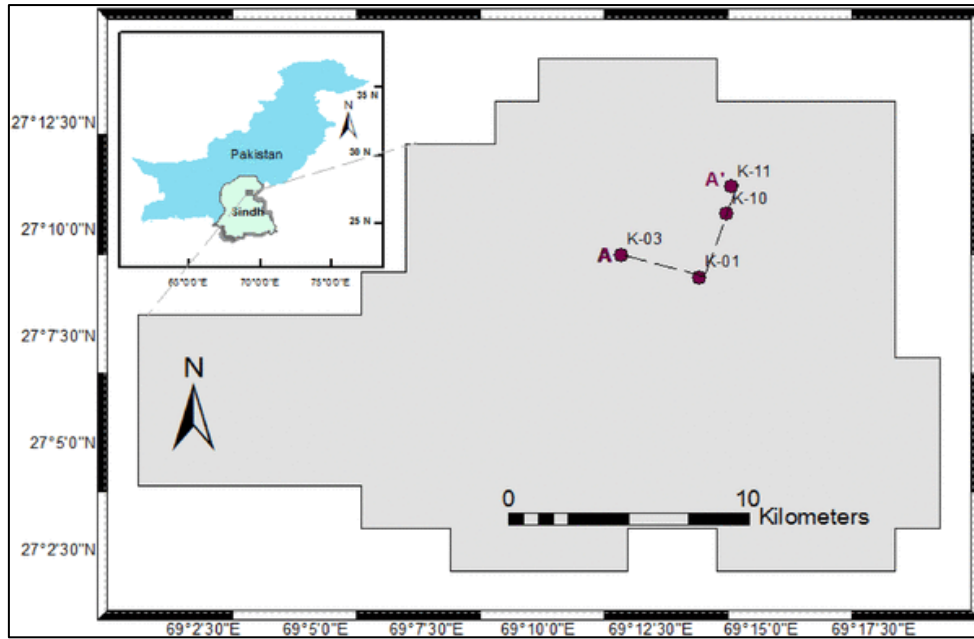 35 N
N
Pakistan
30 N
Sindh
25 N
65°0'0"E
70°0'0"E
75°0'0"E
27°12'30"N
27°10'0"N
27°7'30"N
27°5'0"N
27°2'30"N
A' K-11
K-10
K-03
A
K-01
N
0 10
Kilometers
69°2'30"E 69°5'0"E 69°7'30"E 69°10'0"E 69°12'30"E 69°15'0"E 69°17'30"E